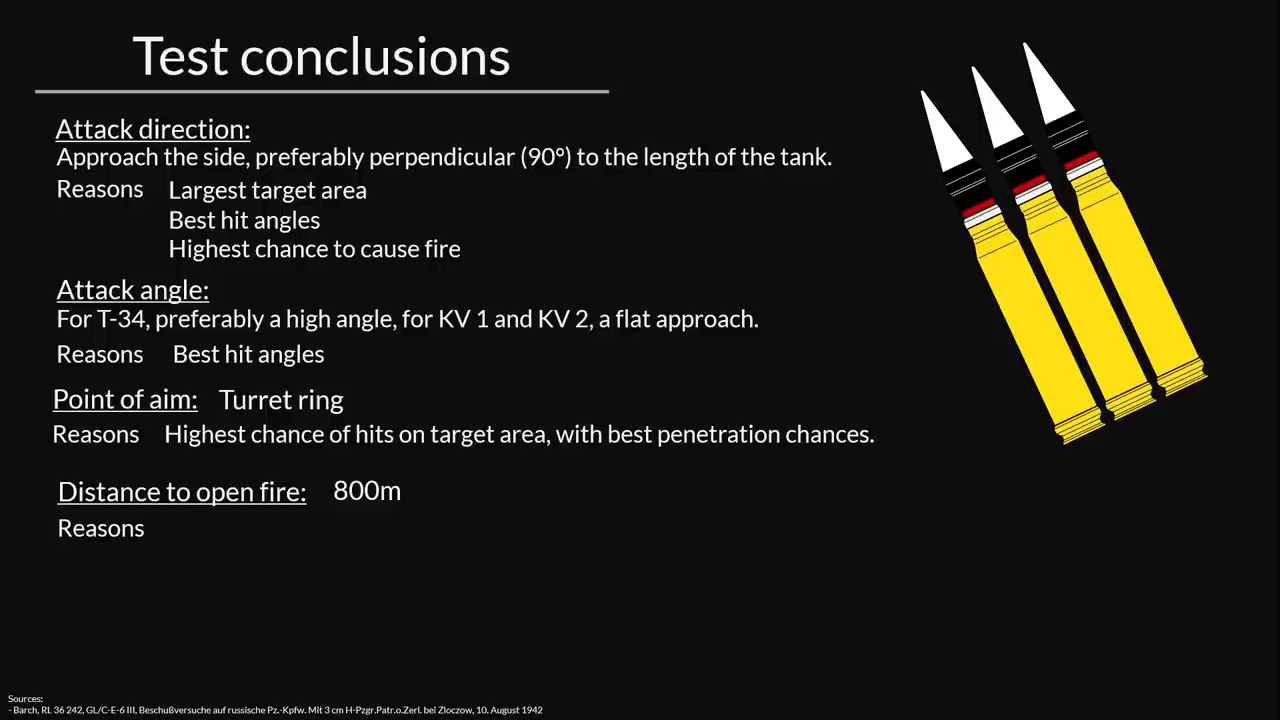 Test conclusions
Attack direction:
Approach the side, preferably perpendicular (90°) to the length of the tank.
Reasons Largest target area
Best hit angles
Highest chance to cause fire
Attack angle:
For T-34, preferably a high angle, for KV 1 and KV 2, a flat approach.
Reasons Best hit angles
Point of aim: Turret ring
Reasons Highest chance of hits on target area, with best penetration chances.
Distance to open fire: 800m
Reasons
Sources:
- Barch, RL 36 242, GL/C-E-6 III, Beschußversuche auf russische Pz.-Kpfw. Mit 3 cm H-Pzgr.Patr.o.Zerl. bei Zloczow, 10. August 1942